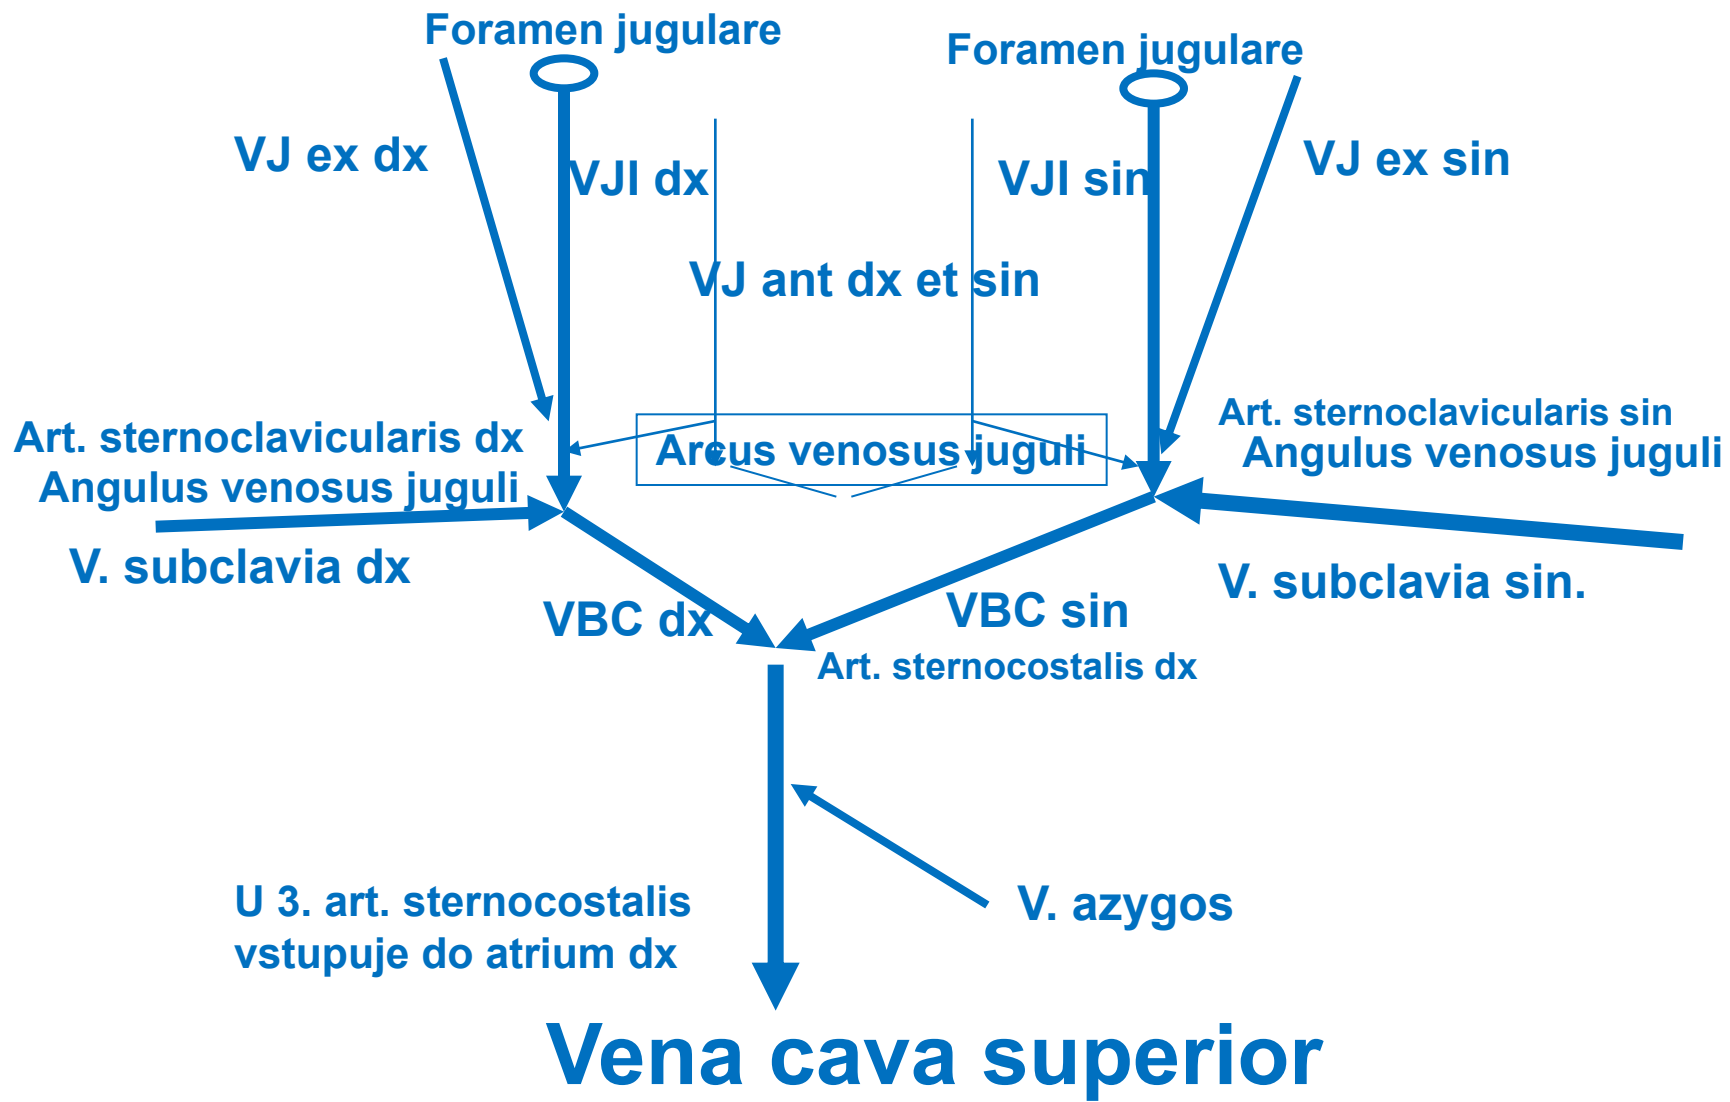 Foramen jugulare
Foramen jugulare
VJ ex dx
VJI dx
VJI sin
VJ ex sin
VJ ant dx et sin
Art. sternoclavicularis dx
Angulus venosus juguli
Arcus venosus juguli
Art. sternoclavicularis sin
Angulus venosus juguli
V. subclavia dx
V. subclavia sin.
VBC dx
VBC sin
Art. sternocostalis dx
U 3. art. sternocostalis
vstupuje do atrium dx
V. azygos
Vena cava superior